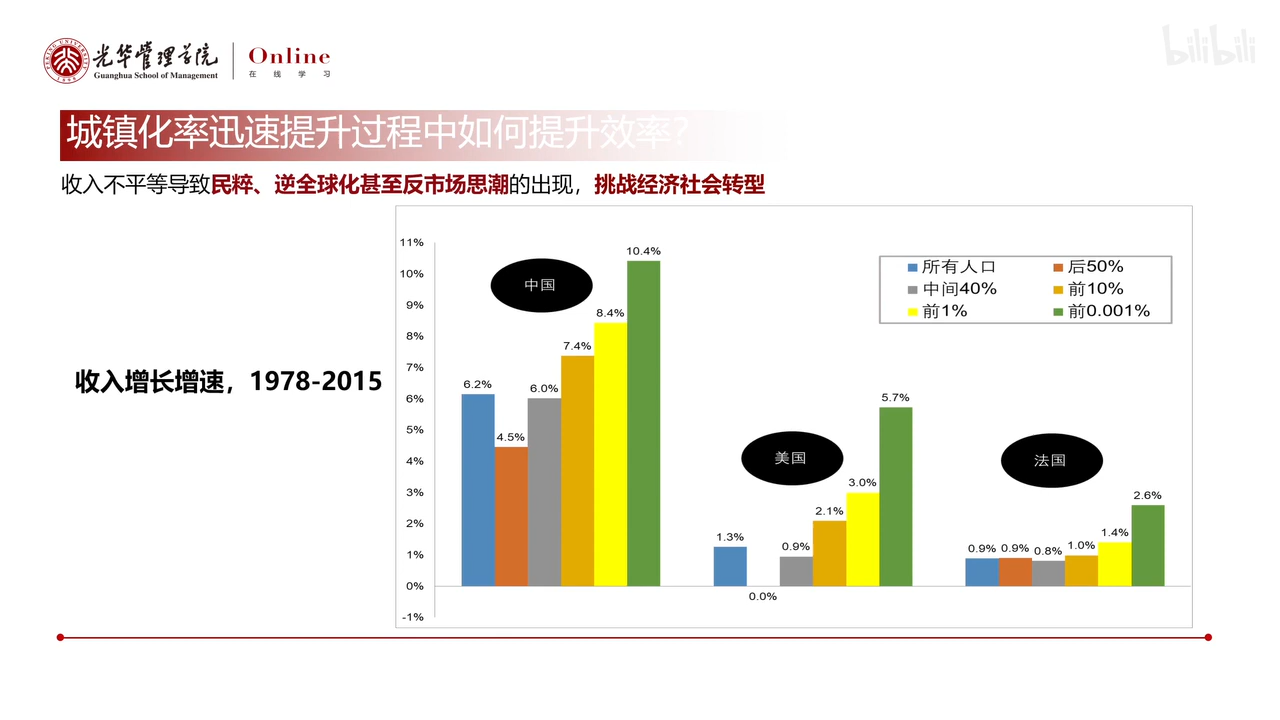 光华管理学院
Guanghua School of Management
Online
在线学习
PEKING UNIVERSITY
1898
bilibili
城镇化率迅速提升过程中如何提升效率?
收入不平等导致民粹、逆全球化甚至反市场思潮的出现，挑战经济社会转型
收入增长增速，1978-2015
11%
10%
9%
8%
7%
6%
5%
4%
3%
2%
1%
0%
-1%
中国
6.2%
4.5%
6.0%
7.4%
8.4%
10.4%
美国
1.3%
0.0%
0.9%
2.1%
3.0%
5.7%
法国
0.9%
0.9%
0.8%
1.0%
1.4%
2.6%
所有人口 后50%
中间40% 前10%
前1% 前0.001%